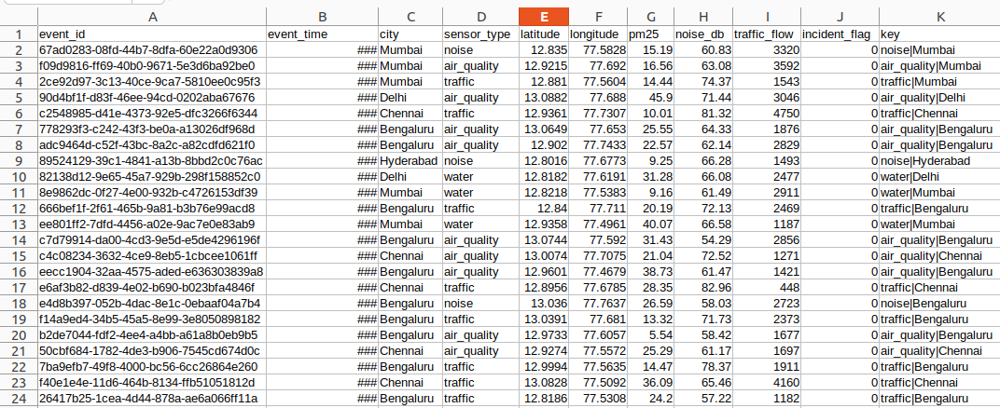 A B C D E F G H I J K
1 event_id event_time city sensor_type latitude longitude pm25 noise_db traffic_flow incident_flag key
2 67ad0283-08fd-44b7-8dfa-60e22a0d9306 ### Mumbai noise 12.835 77.5828 15.19 60.83 3320 0 noise|Mumbai
3 f09d9816-ff69-40b0-9671-5e3d6ba92be0 ### Mumbai air_quality 12.9215 77.692 16.56 63.08 3592 0 air_quality|Mumbai
4 2ce92d97-3c13-40ce-9ca7-5810ee0c95f3 ### Mumbai traffic 12.881 77.5604 14.44 74.37 1543 0 traffic|Mumbai
5 90d4bf1f-d83f-46ee-94cd-0202aba67676 ### Delhi air_quality 13.0882 77.688 45.9 71.44 3046 0 air_quality|Delhi
6 c2548985-d41e-4373-92e5-dfc3266f6344 ### Chennai traffic 12.9361 77.7307 10.01 81.32 4750 0 traffic|Chennai
7 778293f3-c242-43f3-be0a-a13026df968d ### Bengaluru air_quality 13.0649 77.653 25.55 64.33 1876 0 air_quality|Bengaluru
8 adc9464d-c52f-43bc-8a2c-a82cdfd621f0 ### Bengaluru air_quality 12.902 77.7433 22.57 62.14 2829 0 air_quality|Bengaluru
9 89524129-39c1-4841-a13b-8bbd2c0c76ac ### Hyderabad noise 12.8016 77.6773 9.25 66.28 1493 0 noise|Hyderabad
10 82138d12-9e65-45a7-929b-298f158852c0 ### Delhi water 12.8182 77.6191 31.28 66.08 2477 0 water|Delhi
11 8e9862dc-0f27-4e00-932b-c4726153df39 ### Mumbai water 12.8218 77.5383 9.16 61.49 2911 0 water|Mumbai
12 666bef1f-2f61-465b-9a81-b3b76e99acd8 ### Bengaluru traffic 12.84 77.711 20.19 72.13 2469 0 traffic|Bengaluru
13 ee801ff2-7dfd-4456-a02e-9ac7e0e83ab9 ### Mumbai water 12.9358 77.4961 40.07 66.58 1187 0 water|Mumbai
14 c7d79914-da00-4cd3-9e5d-e5de4296196f ### Bengaluru air_quality 13.0744 77.592 31.43 54.29 2856 0 air_quality|Bengaluru
15 c4c08234-3632-4ce9-8eb5-1cbcee1061ff ### Chennai air_quality 13.0074 77.7075 21.04 72.52 1271 0 air_quality|Chennai
16 eecc1904-32aa-4575-aded-e636303839a8 ### Bengaluru air_quality 12.9601 77.4679 38.73 61.47 1421 0 air_quality|Bengaluru
17 e6af3b82-d839-4e02-b690-b023bfa4846f ### Chennai traffic 12.8956 77.6785 28.35 82.96 448 0 traffic|Chennai
18 e4d8b397-052b-4dac-8e1c-0ebaaf04a7b4 ### Bengaluru noise 13.036 77.7637 26.59 58.03 2723 0 noise|Bengaluru
19 f14a9ed4-34b5-45a5-8e99-3e8050898182 ### Bengaluru traffic 13.0391 77.681 13.32 71.73 2373 0 traffic|Bengaluru
20 b2de7044-fdf2-4ee4-a4bb-a61a8b0eb9b5 ### Bengaluru air_quality 12.9733 77.6057 5.54 58.42 1677 0 air_quality|Bengaluru
21 50cbf684-1782-4de3-b906-7545cd674d0c ### Chennai air_quality 12.9274 77.5572 25.29 61.17 1697 0 air_quality|Chennai
22 7ba9efb7-49f8-4000-bc56-6cc26864e260 ### Bengaluru traffic 12.9994 77.5635 14.47 78.37 1911 0 traffic|Bengaluru
23 f40e1e4e-11d6-464b-8134-ffb51051812d ### Chennai traffic 13.0828 77.5092 36.09 65.46 4160 0 traffic|Chennai
24 26417b25-1cea-4d44-878a-ae6a066ff11a ### Bengaluru traffic 12.8186 77.5308 24.2 57.22 1182 0 traffic|Bengaluru